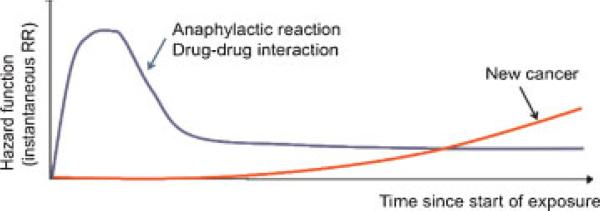 Hazard function
(instantaneous RR)
Anaphylactic reaction
Drug-drug interaction
New cancer
Time since start of exposure